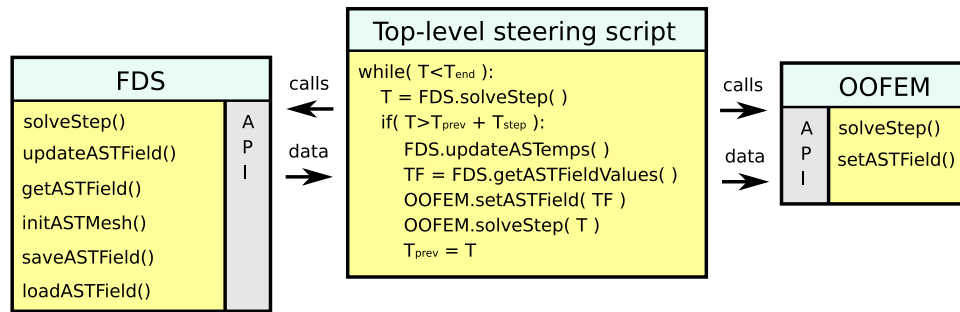 FDS
solveStep()
updateASTField()
getASTField()
initASTMesh()
saveASTField()
loadASTField()
A
P
I
calls
data
Top-level steering script
while( T<Tend ):
T = FDS.solveStep( )
if( T>Tprev + Tstep ):
FDS.updateASTemps( )
TF = FDS.getASTFieldValues( )
OOFEM.setASTField( TF )
OOFEM.solveStep( T )
Tprev = T
calls
data
OOFEM
A
P
I
solveStep()
setASTField()